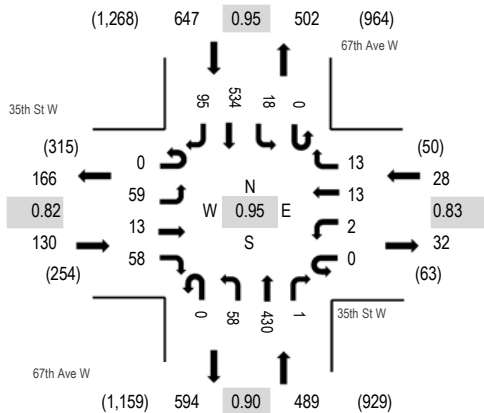 (1,268) 647 0.95 502 (964)
67th Ave W
35th St W
95 534 18 0
(315) (50)
166 0 13 28
59 13
0.82 N 0.83
W 0.95 E
130 13 S 2 32
(254) 58 0 (63)
0 58 430 1
35th St W
67th Ave W
(1,159) 594 0.90 489 (929)